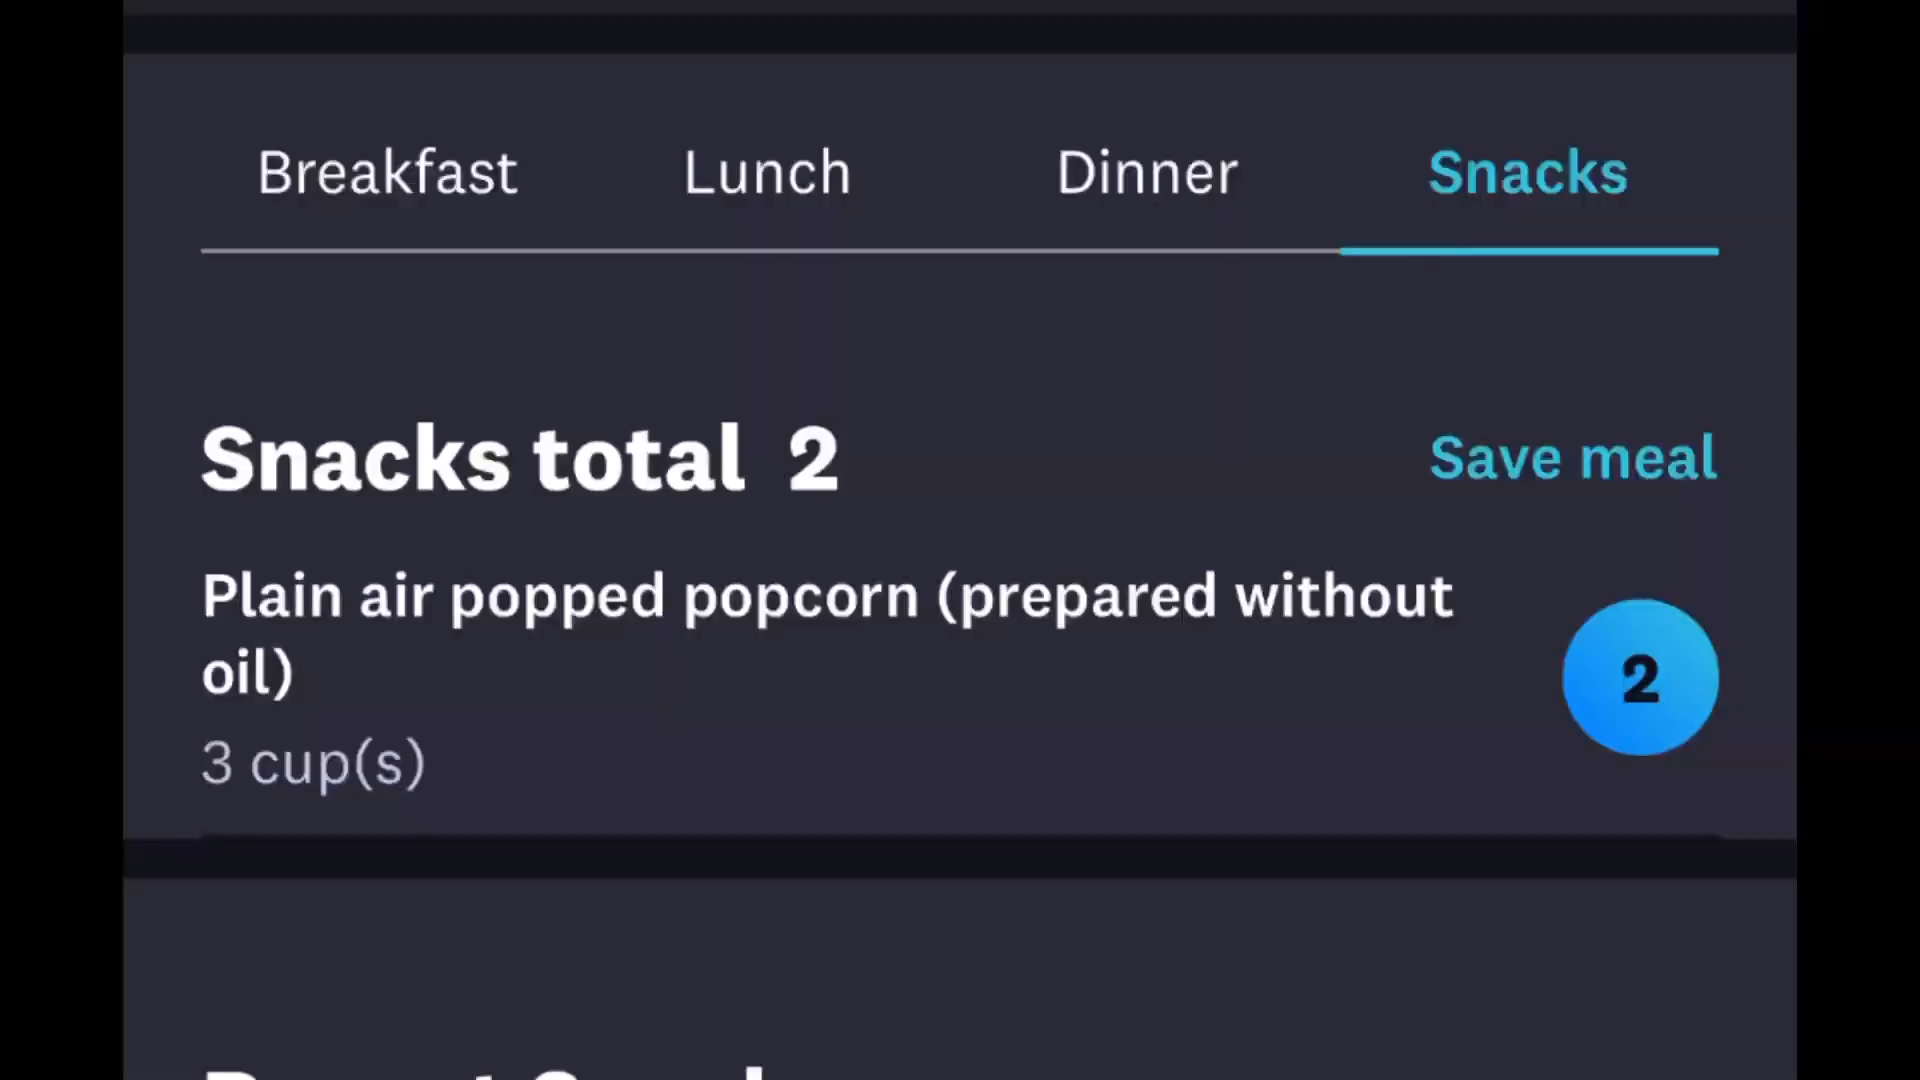 Breakfast Lunch Dinner Snacks
Snacks total 2 Save meal
Plain air popped popcorn (prepared without
oil)
2
3 cup(s)